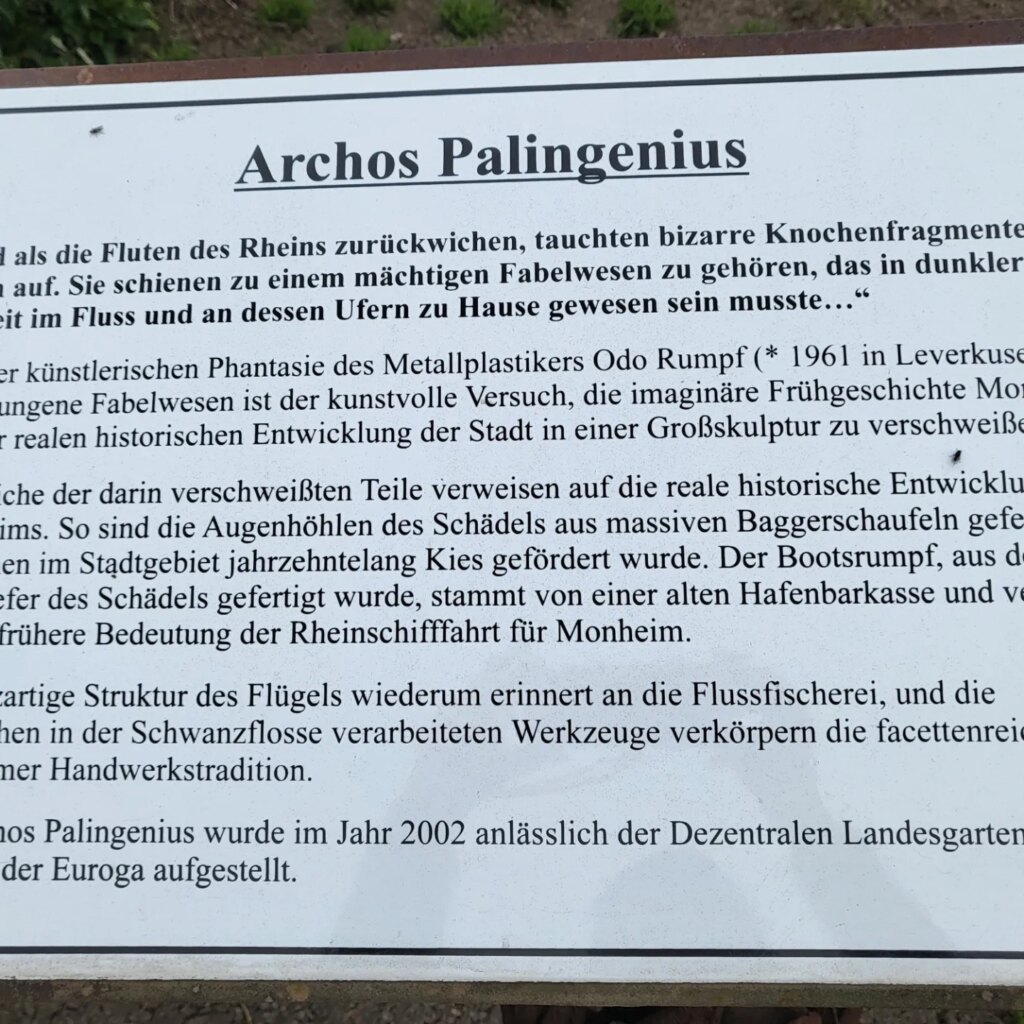 Archos Palingenius
als die Fluten des Rheins zurückwichen, tauchten bizarre Knochenfragmente
auf. Sie schienen zu einem mächtigen Fabelwesen zu gehören, das in dunkler
eit im Fluss und an dessen Ufern zu Hause gewesen sein musste…“
er künstlerischen Phantasie des Metallplastikers Odo Rumpf (* 1961 in Leverkuse
ungene Fabelwesen ist der kunstvolle Versuch, die imaginäre Frühgeschichte Mo
r realen historischen Entwicklung der Stadt in einer Großskulptur zu verschweiße
iche der darin verschweißten Teile verweisen auf die reale historische Entwicklu
ims. So sind die Augenhöhlen des Schädels aus massiven Baggerschaufeln gefe
en im Stadtgebiet jahrzehntelang Kies gefördert wurde. Der Bootsrumpf, aus de
efer des Schädels gefertigt wurde, stammt von einer alten Hafenbarkasse und ve
frühere Bedeutung der Rheinschifffahrt für Monheim.
artige Struktur des Flügels wiederum erinnert an die Flussfischerei, und die
hen in der Schwanzflosse verarbeiteten Werkzeuge verkörpern die facettenreic
mer Handwerkstradition.
hos Palingenius wurde im Jahr 2002 anlässlich der Dezentralen Landesgarten
der Euroga aufgestellt.